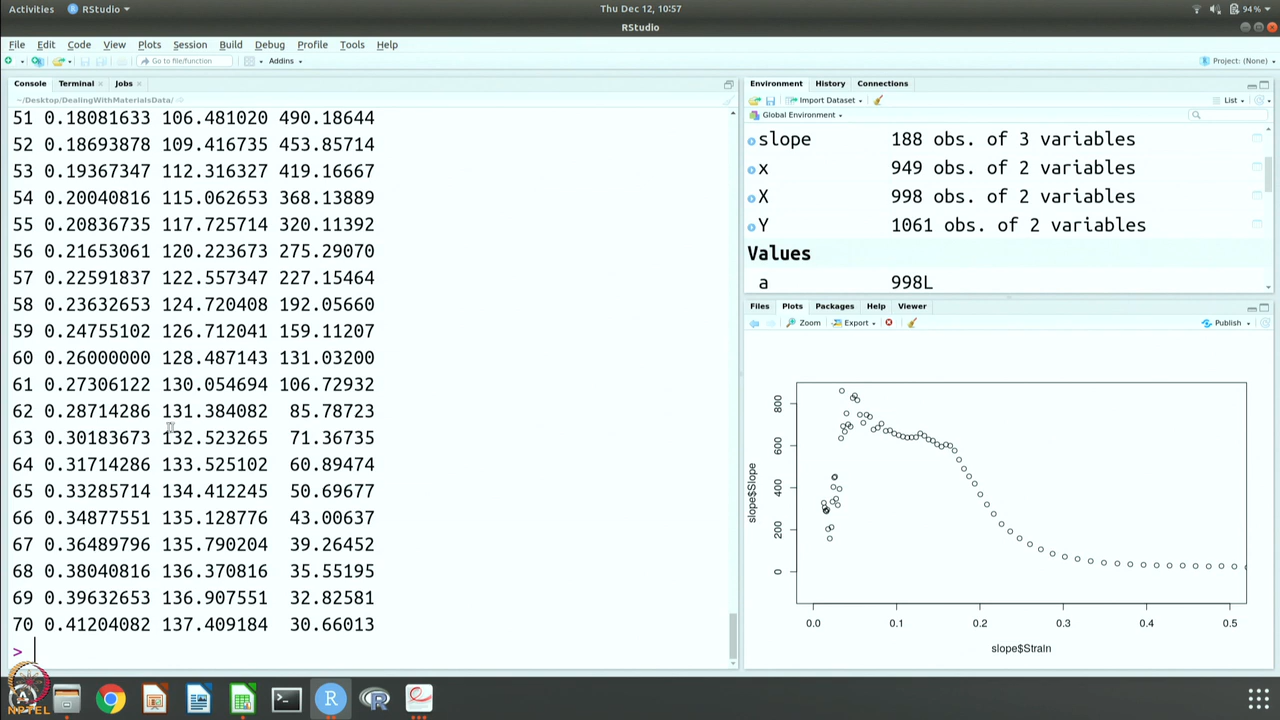 Activities RStudio Thu Dec 12, 10:57 94%
RStudio
File Edit Code View Plots Session Build Debug Profile Tools Help
Go to file/function Addins Project: (None)
Console Terminal Jobs
~/Desktop/DealingWithMaterialsData/
51 0.18081633 106.481020 490.18644
52 0.18693878 109.416735 453.85714
53 0.19367347 112.316327 419.16667
54 0.20040816 115.062653 368.13889
55 0.20836735 117.725714 320.11392
56 0.21653061 120.223673 275.29070
57 0.22591837 122.557347 227.15464
58 0.23632653 124.720408 192.05660
59 0.24755102 126.712041 159.11207
60 0.26000000 128.487143 131.03200
61 0.27306122 130.054694 106.72932
62 0.28714286 131.384082 85.78723
63 0.30183673 132.523265 71.36735
64 0.31714286 133.525102 60.89474
65 0.33285714 134.412245 50.69677
66 0.34877551 135.128776 43.00637
67 0.36489796 135.790204 39.26452
68 0.38040816 136.370816 35.55195
69 0.39632653 136.907551 32.82581
70 0.41204082 137.409184 30.66013
>
Environment History Connections
Import Dataset List
Global Environment
slope 188 obs. of 3 variables
x 949 obs. of 2 variables
X 998 obs. of 2 variables
Y 1061 obs. of 2 variables
Values
a 998L
Files Plots Packages Help Viewer
Zoom Export Publish
slope$Slope
800
600
400
200
0
0.0 0.1 0.2 0.3 0.4 0.5
slope$Strain
NPTEL